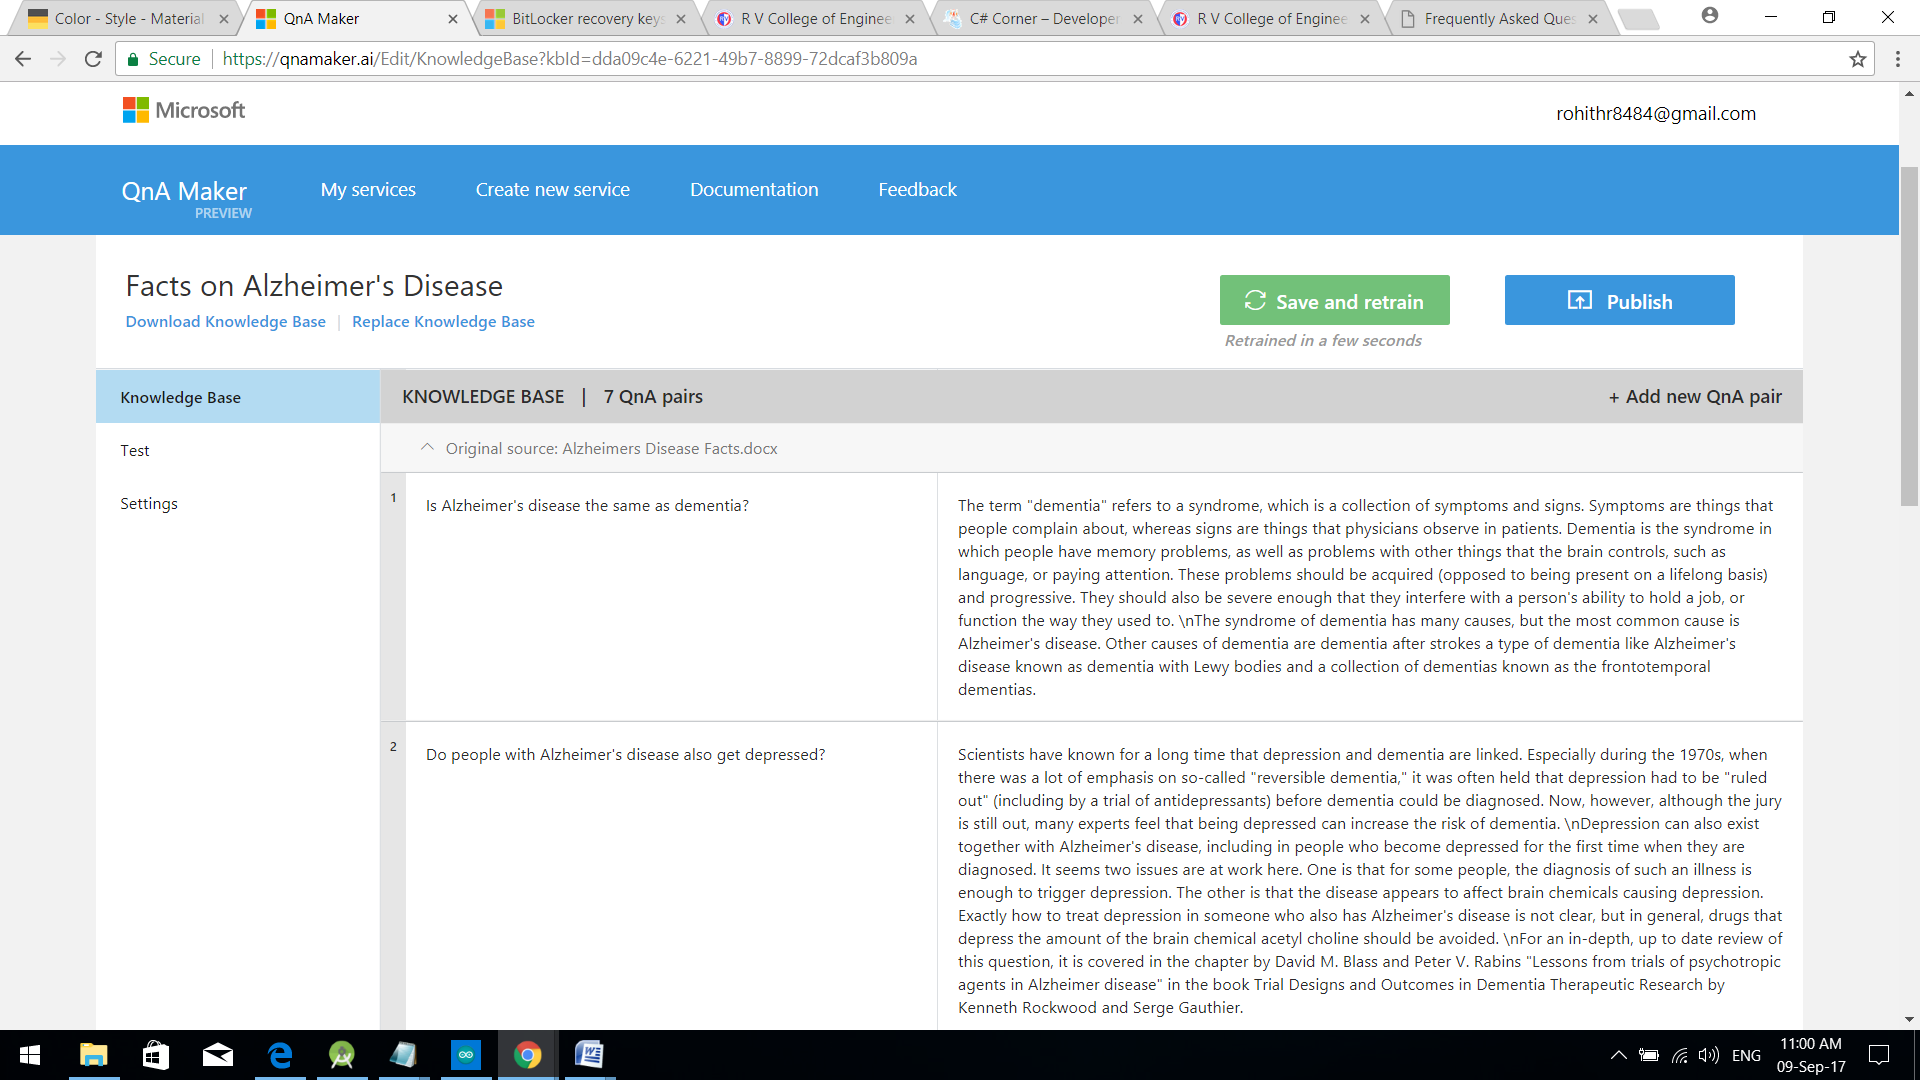 Color - Style - Material
QnA Maker
BitLocker recovery keys
R V College of Enginee
C# Corner – Developer
R V College of Enginee
Frequently Asked Ques
Secure
https://qnamaker.ai/Edit/KnowledgeBase?kbId=dda09c4e-6221-49b7-8899-72dcaf3b809a
Microsoft
rohithr8484@gmail.com
QnA Maker
PREVIEW
My services
Create new service
Documentation
Feedback
Facts on Alzheimer's Disease
Download Knowledge Base | Replace Knowledge Base
Save and retrain
Retrained in a few seconds
Publish
Knowledge Base
Test
Settings
KNOWLEDGE BASE | 7 QnA pairs
+ Add new QnA pair
Original source: Alzheimers Disease Facts.docx
1
Is Alzheimer's disease the same as dementia?
The term "dementia" refers to a syndrome, which is a collection of symptoms and signs. Symptoms are things that
people complain about, whereas signs are things that physicians observe in patients. Dementia is the syndrome in
which people have memory problems, as well as problems with other things that the brain controls, such as
language, or paying attention. These problems should be acquired (opposed to being present on a lifelong basis)
and progressive. They should also be severe enough that they interfere with a person's ability to hold a job, or
function the way they used to. \nThe syndrome of dementia has many causes, but the most common cause is
Alzheimer's disease. Other causes of dementia are dementia after strokes a type of dementia like Alzheimer's
disease known as dementia with Lewy bodies and a collection of dementias known as the frontotemporal
dementias.
2
Do people with Alzheimer's disease also get depressed?
Scientists have known for a long time that depression and dementia are linked. Especially during the 1970s, when
there was a lot of emphasis on so-called "reversible dementia," it was often held that depression had to be "ruled
out" (including by a trial of antidepressants) before dementia could be diagnosed. Now, however, although the jury
is still out, many experts feel that being depressed can increase the risk of dementia. \nDepression can also exist
together with Alzheimer's disease, including in people who become depressed for the first time when they are
diagnosed. It seems two issues are at work here. One is that for some people, the diagnosis of such an illness is
enough to trigger depression. The other is that the disease appears to affect brain chemicals causing depression.
Exactly how to treat depression in someone who also has Alzheimer's disease is not clear, but in general, drugs that
depress the amount of the brain chemical acetyl choline should be avoided. \nFor an in-depth, up to date review of
this question, it is covered in the chapter by David M. Blass and Peter V. Rabins "Lessons from trials of psychotropic
agents in Alzheimer disease" in the book Trial Designs and Outcomes in Dementia Therapeutic Research by
Kenneth Rockwood and Serge Gauthier.
ENG
11:00 AM
09-Sep-17